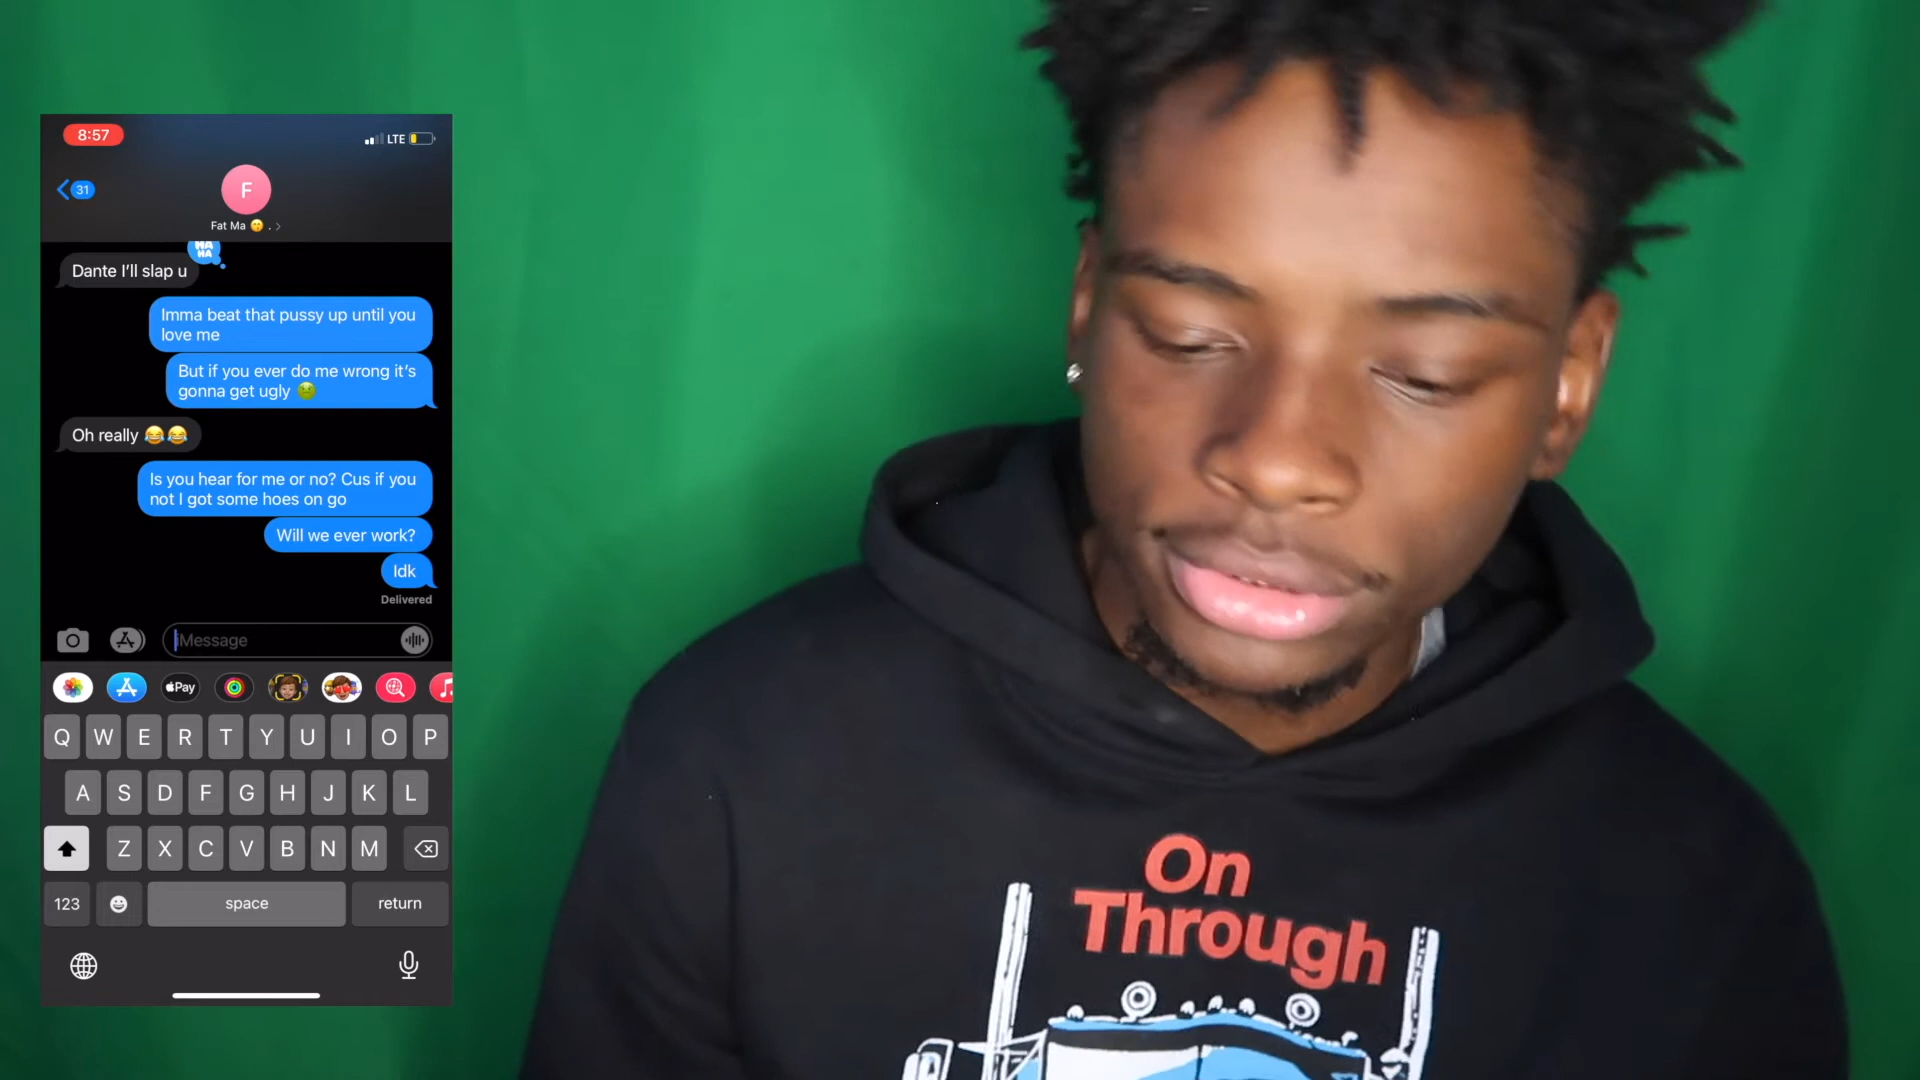 8:57
LTE
31
F
Fat Ma 🤭 . >
HA
HA
Dante I’ll slap u
Imma beat that pussy up until you
love me
But if you ever do me wrong it’s
gonna get ugly 🤢
Oh really 😂😂
Is you hear for me or no? Cus if you
not I got some hoes on go
Will we ever work?
Idk
Delivered
iMessage
Pay
Q W E R T Y U I O P
A S D F G H J K L
Z X C V B N M
123
space
return
On
Through